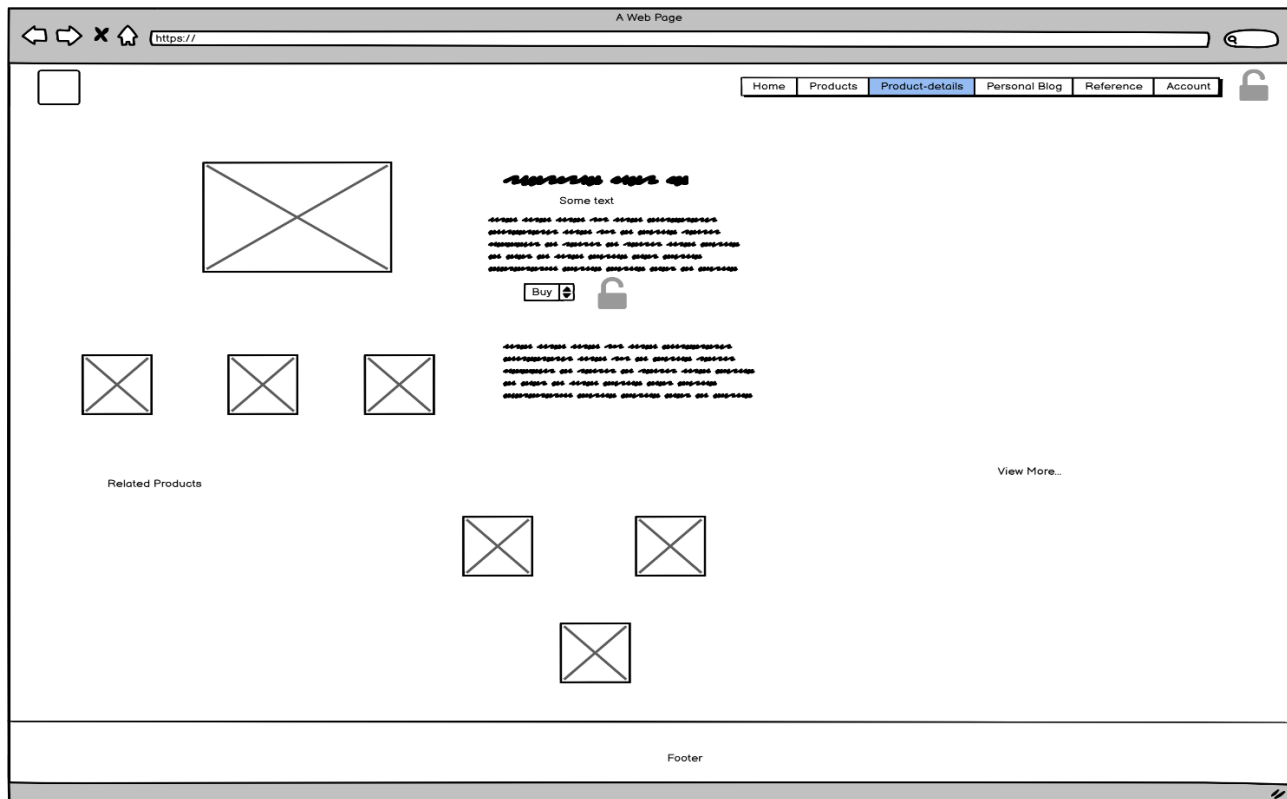 A Web Page
https://
Home Products Product-details Personal Blog Reference Account
Some text
Buy
View More...
Related Products
Footer